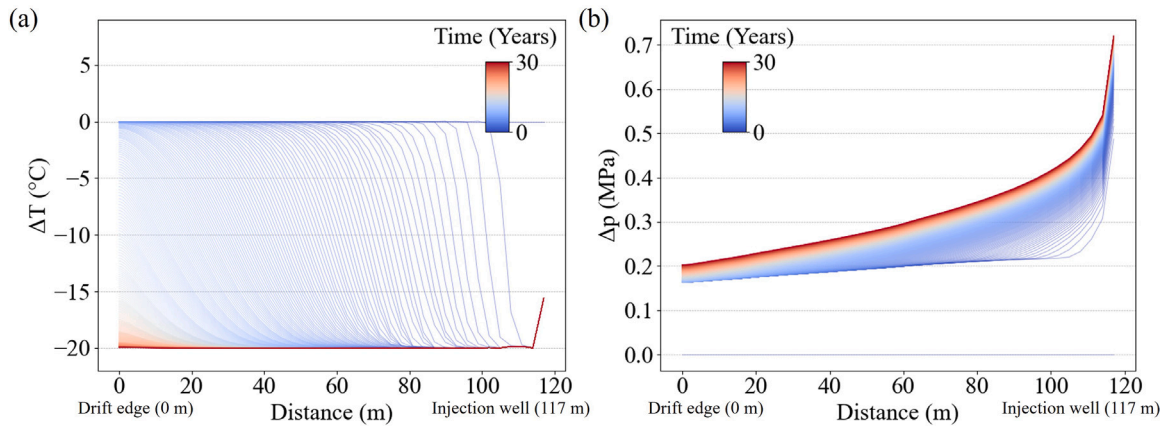 (a)
Time (Years)
30
0
5
0
−5
−10
−15
−20
ΔT (°C)
0 20 40 60 80 100 120
Drift edge (0 m) Distance (m) Injection well (117 m)
(b)
Time (Years)
30
0
0.7
0.6
0.5
0.4
0.3
0.2
0.1
0.0
Δp (MPa)
0 20 40 60 80 100 120
Drift edge (0 m) Distance (m) Injection well (117 m)